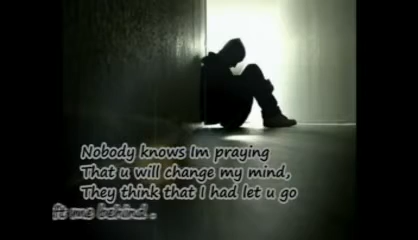 Nobody knows Im praying
That u will change my mind,
They think that I had let u go
ft me behind .